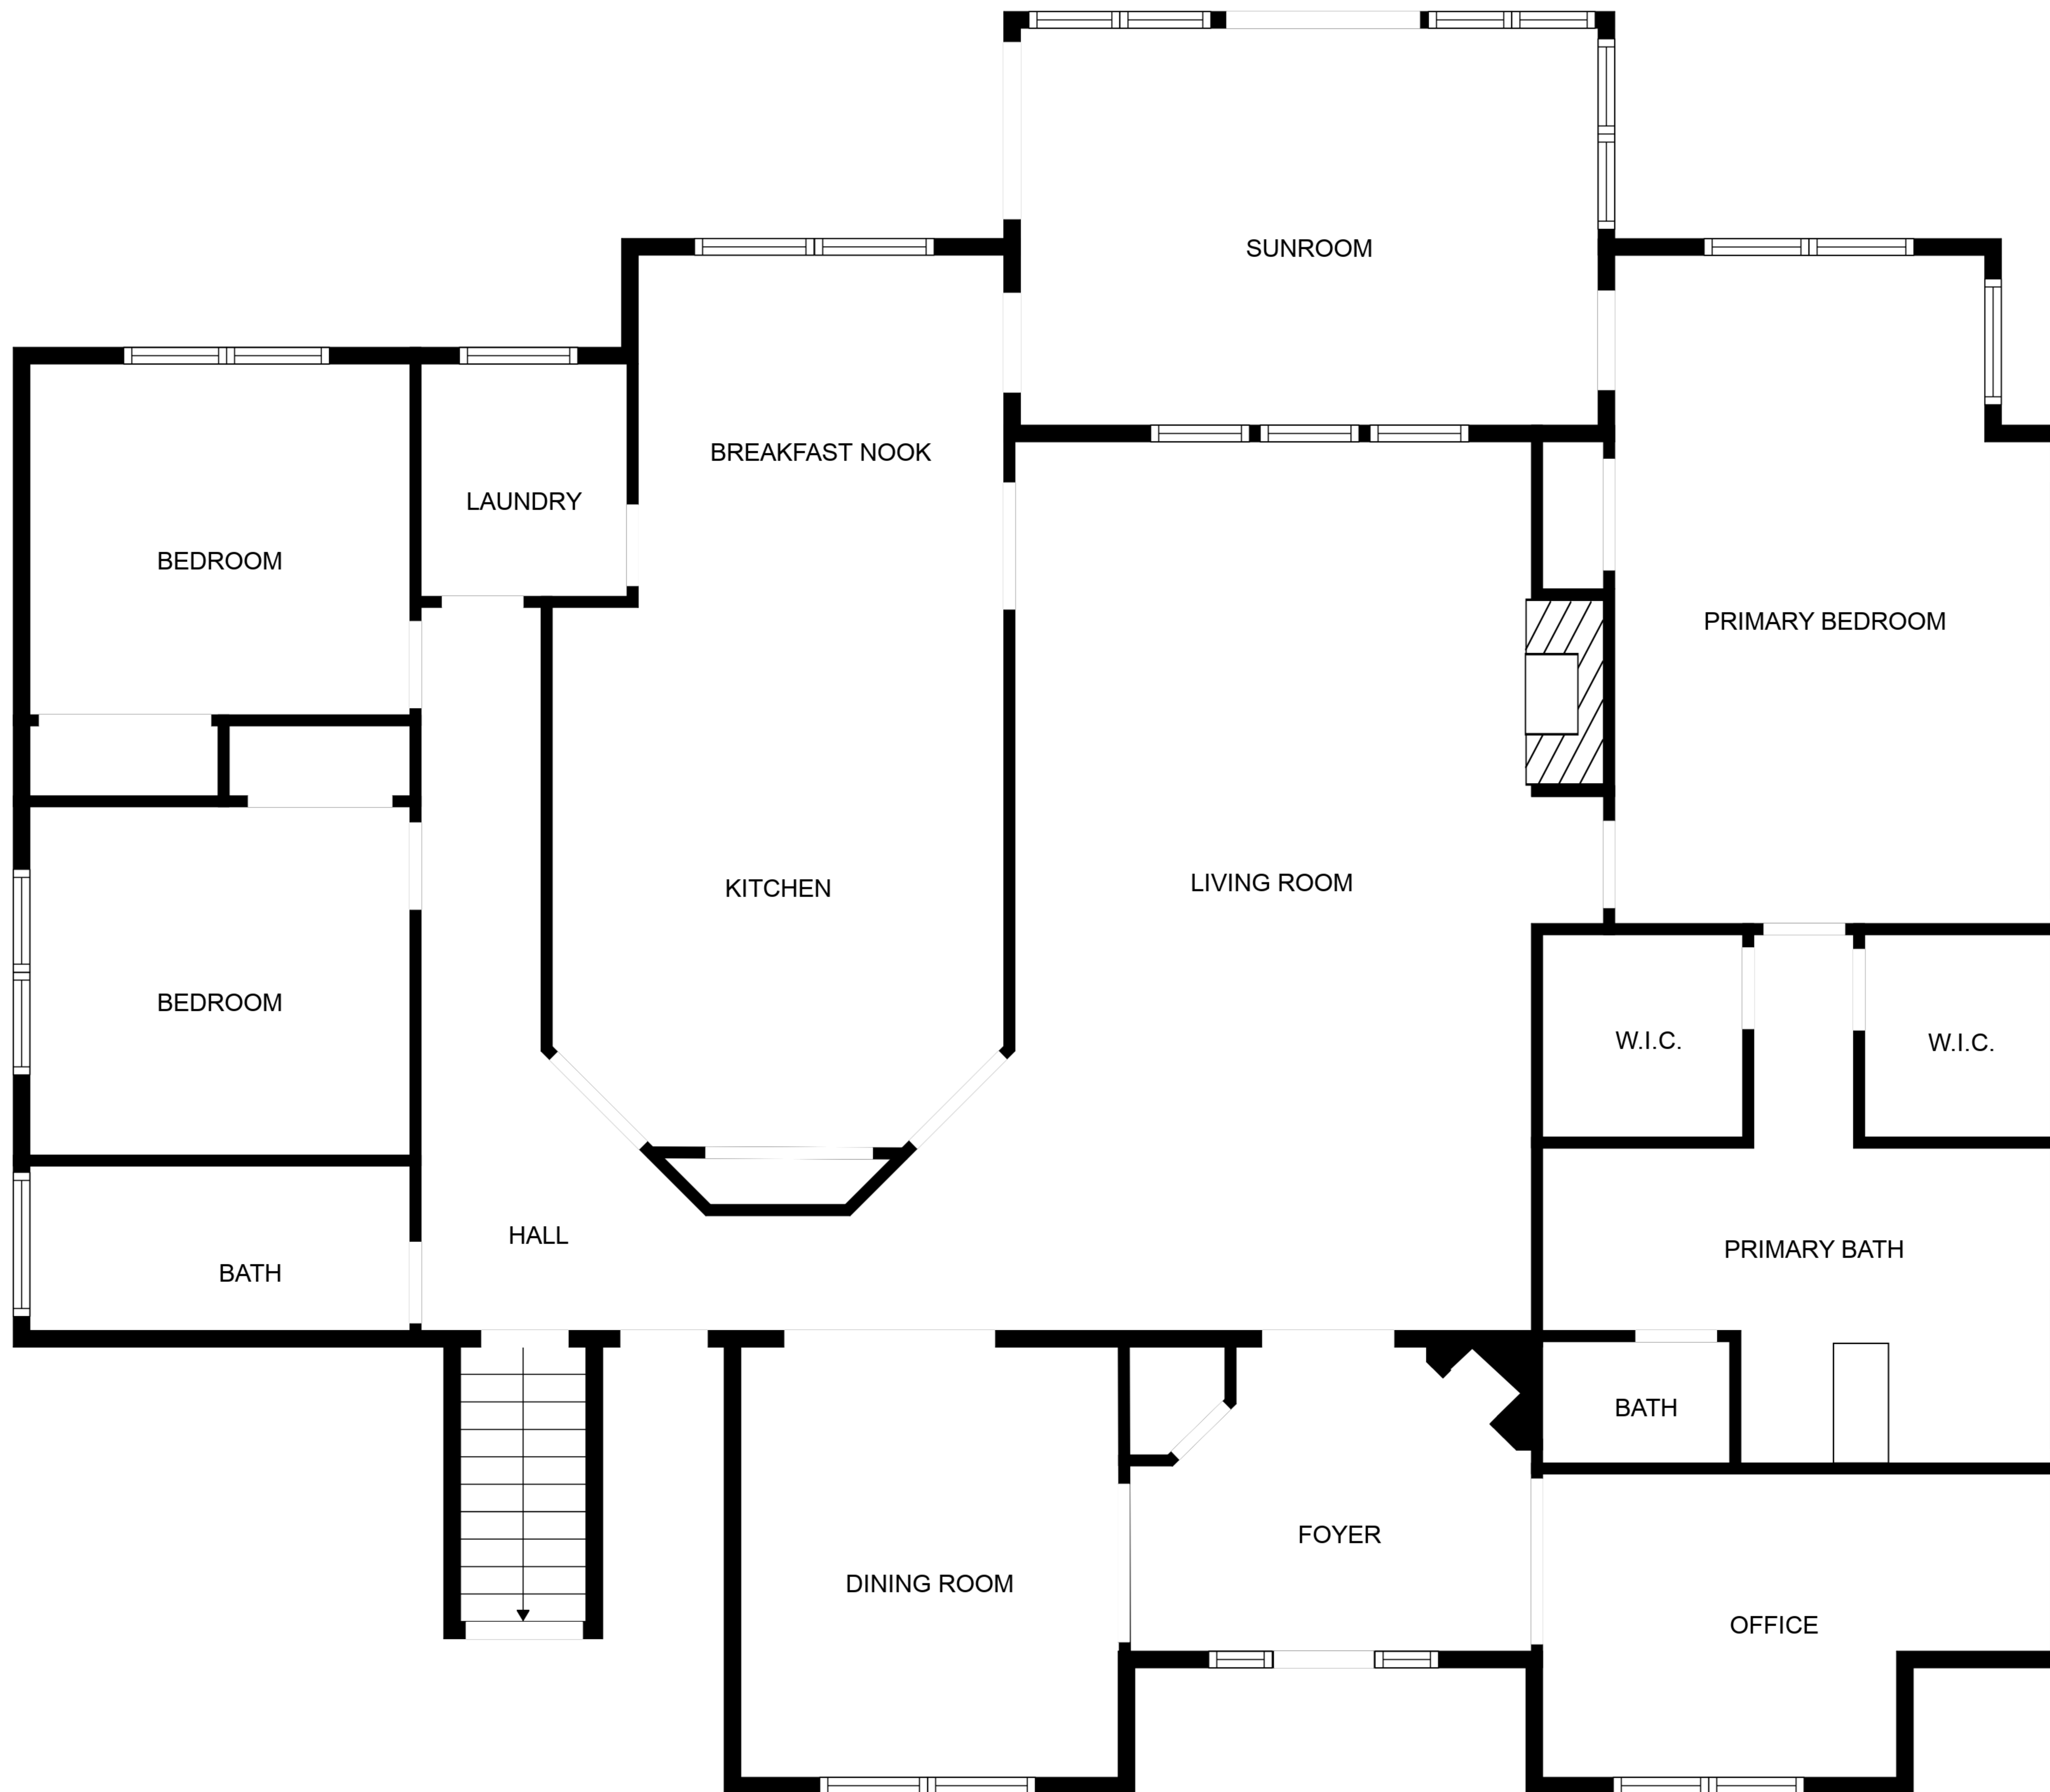 SUNROOM
BREAKFAST NOOK
LAUNDRY
BEDROOM
PRIMARY BEDROOM
KITCHEN
LIVING ROOM
BEDROOM
W.I.C.
W.I.C.
HALL
PRIMARY BATH
BATH
BATH
FOYER
DINING ROOM
OFFICE